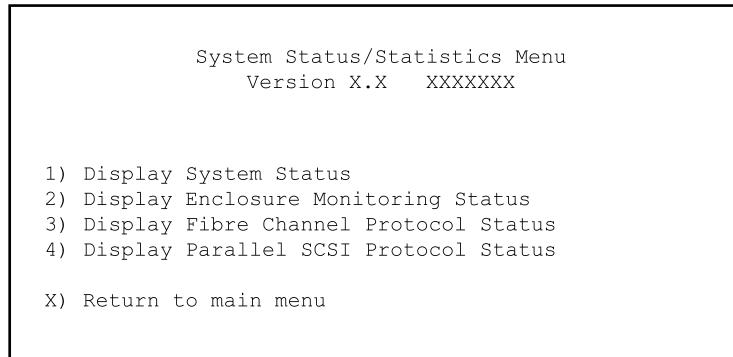 System Status/Statistics Menu
Version X.X XXXXXXX
1) Display System Status
2) Display Enclosure Monitoring Status
3) Display Fibre Channel Protocol Status
4) Display Parallel SCSI Protocol Status
X) Return to main menu